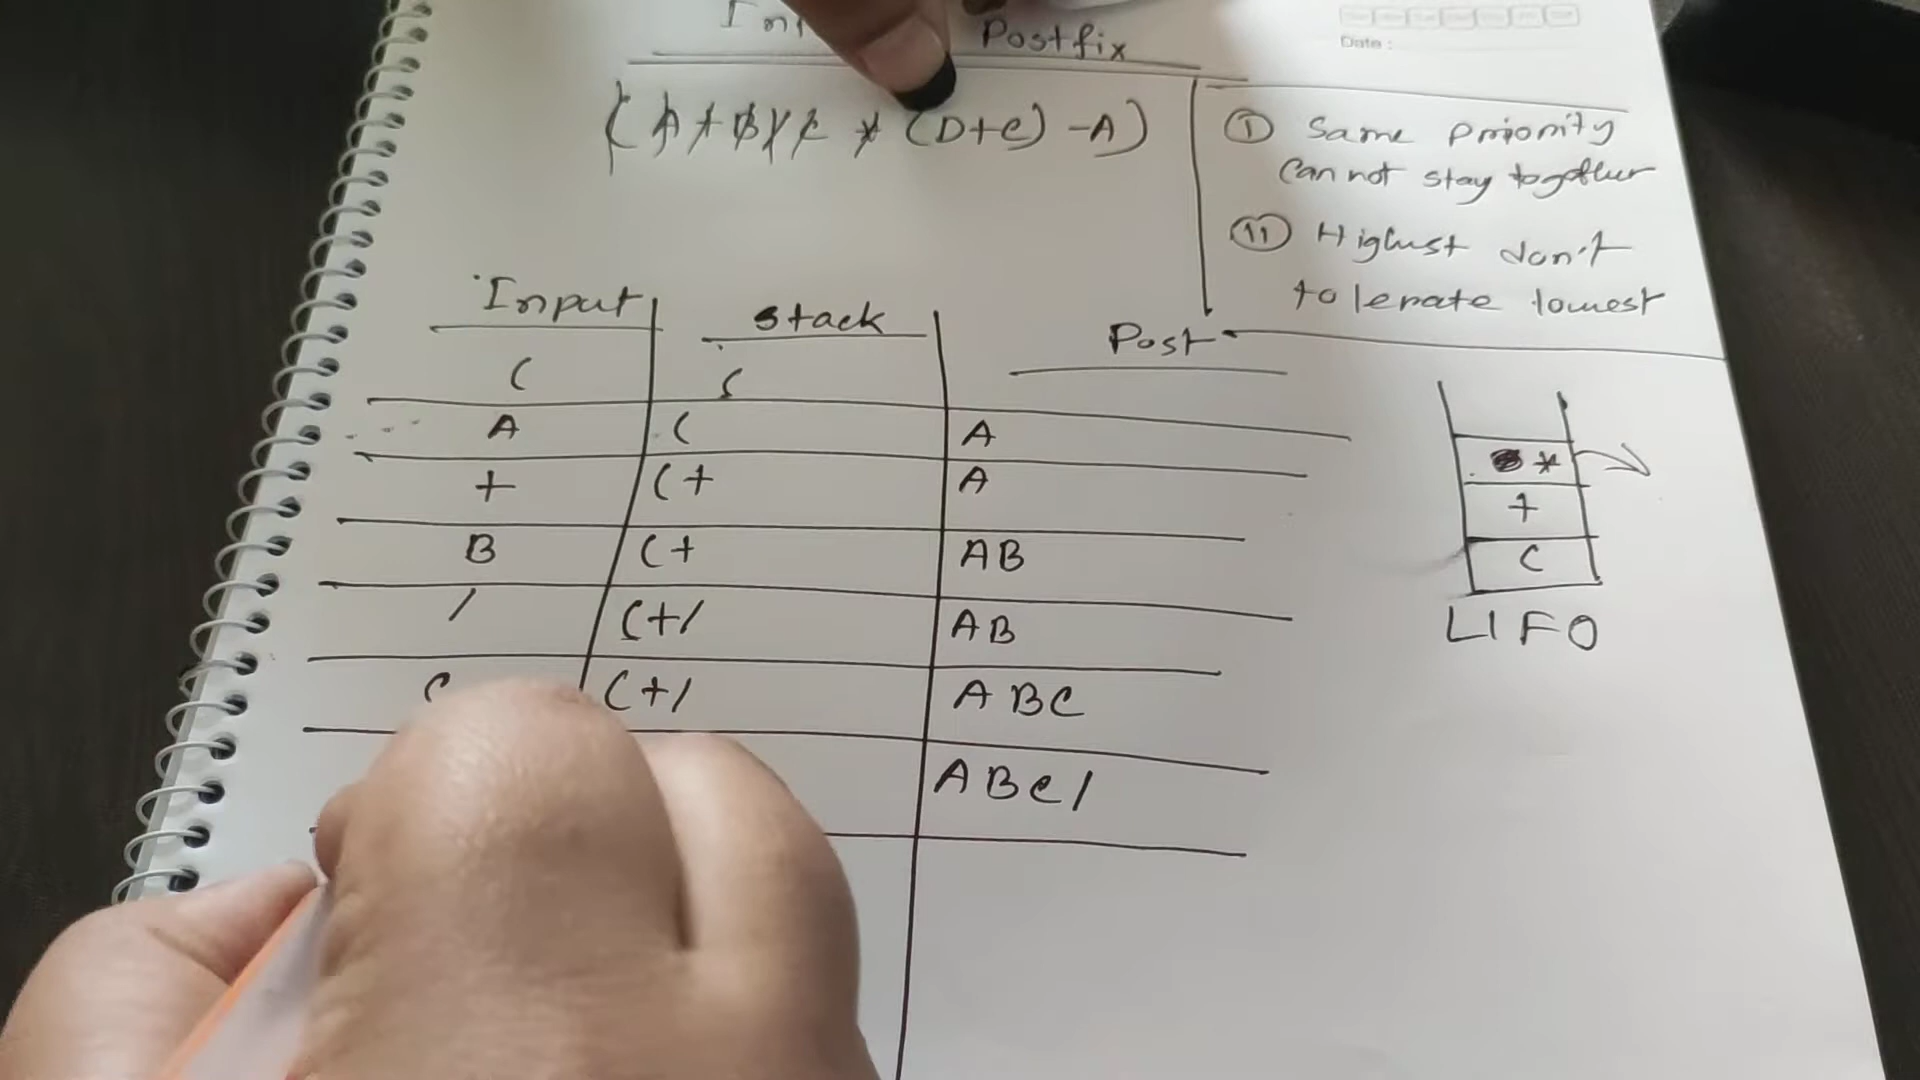 Postfix
Date :
(A+B/C * (D+C) -A)
① Same priority
Can not stay together
⑪ Highest don't
tolerate lowest
Input stack Post
( (
A ( A
+ (+ A
B (+ AB
/ (+/ AB
C (+/ ABC
ABC/
*
+
(
LIFO